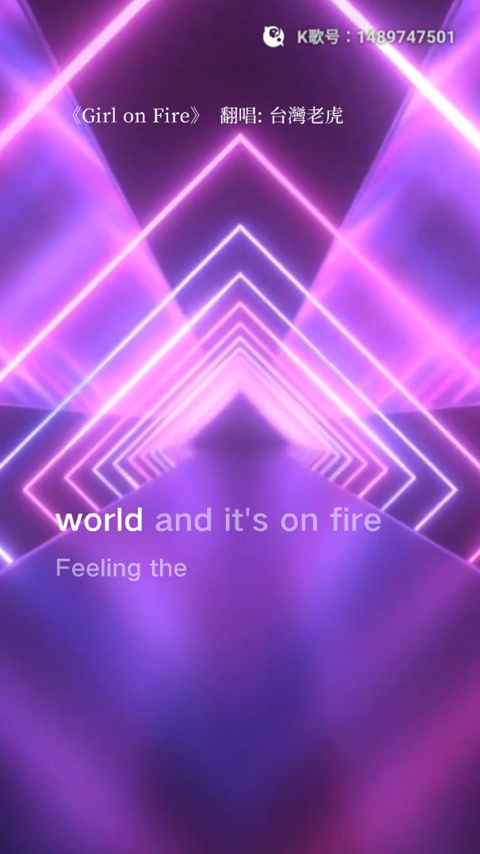 K歌号：1489747501
《Girl on Fire》 翻唱: 台灣老虎
world and it's on fire
Feeling the